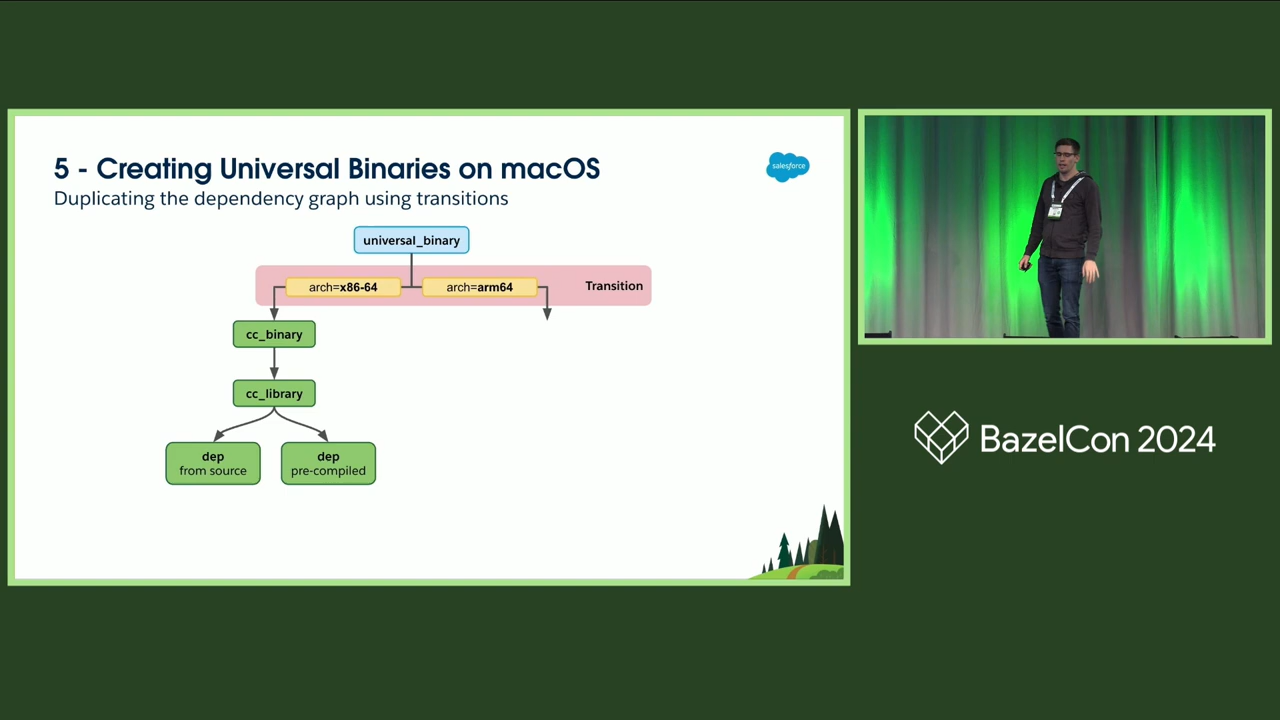 5 - Creating Universal Binaries on macOS
Duplicating the dependency graph using transitions
salesforce
universal_binary
arch=x86-64
arch=arm64
Transition
cc_binary
cc_library
dep
from source
dep
pre-compiled
BazelCon 2024